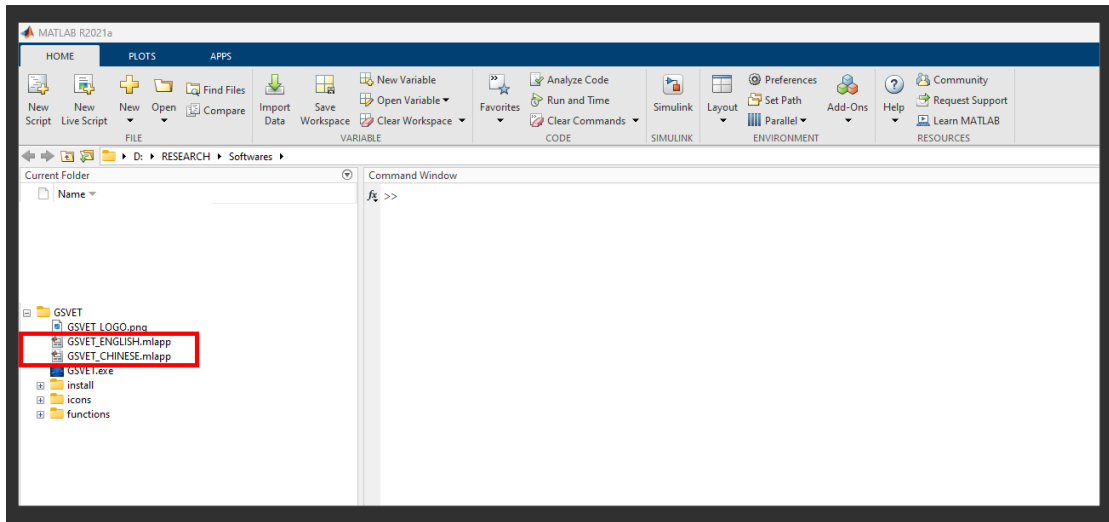 MATLAB R2021a
HOME PLOTS APPS
New Script
New Live Script
New
Open
Find Files
Compare
FILE
Import Data
Save Workspace
New Variable
Open Variable
Clear Workspace
VARIABLE
Favorites
Analyze Code
Run and Time
Clear Commands
CODE
Simulink
SIMULINK
Layout
Preferences
Set Path
Parallel
Add-Ons
ENVIRONMENT
Help
Community
Request Support
Learn MATLAB
RESOURCES
D: RESEARCH Softwares
Current Folder
Name
Command Window
fx >>
GSVET
GSVET_LOGO.png
GSVET_ENGLISH.mlapp
GSVET_CHINESE.mlapp
GSVET.exe
install
icons
functions